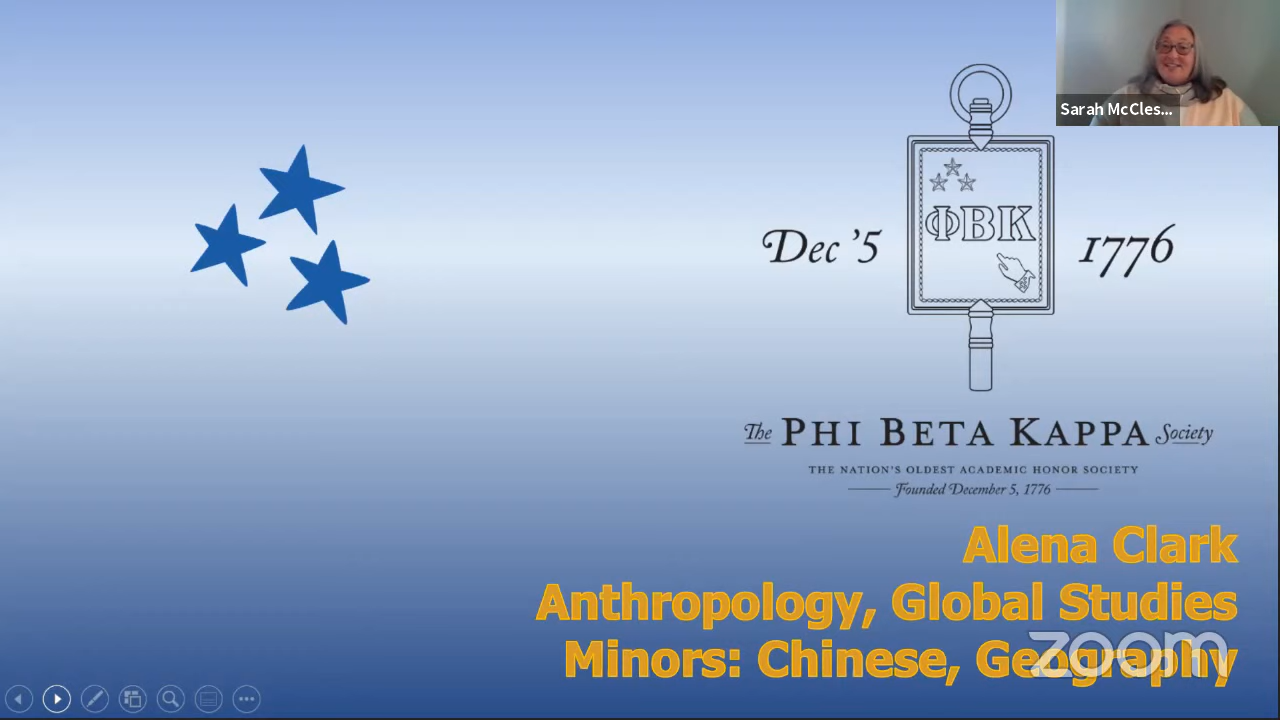 Sarah McCles...
Dec '5
ΦΒΚ
1776
The PHI BETA KAPPA Society
THE NATION'S OLDEST ACADEMIC HONOR SOCIETY
Founded December 5, 1776
Alena Clark
Anthropology, Global Studies
Minors: Chinese, Geography
zoom